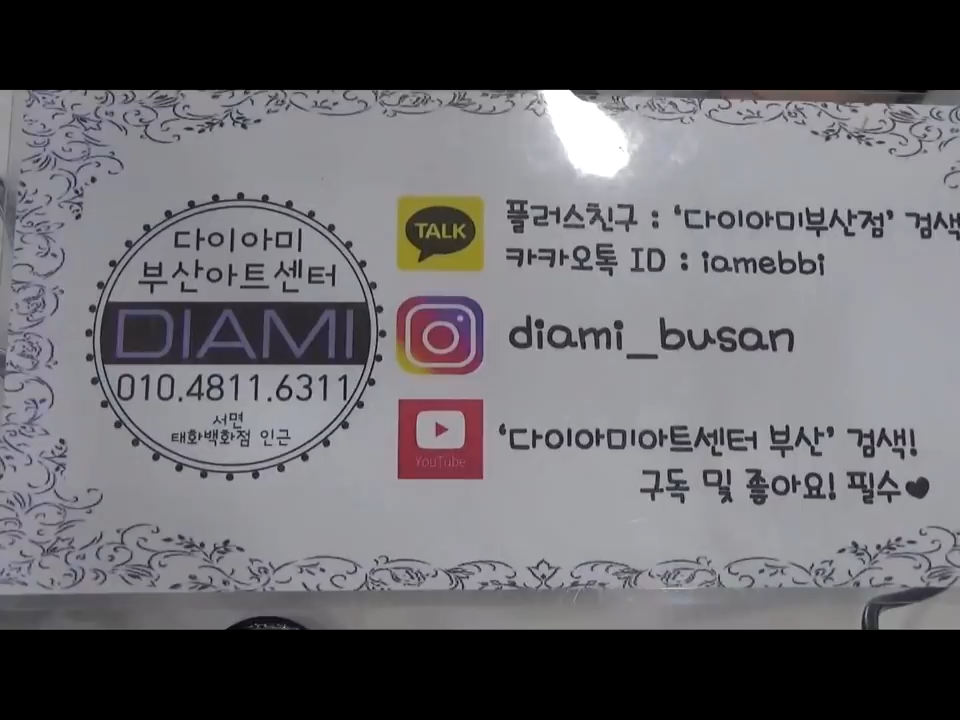 다이아미
부산아트센터
DIAMI
010.4811.6311
서면
태화백화점 인근
TALK
플러스친구 : '다이아미부산점' 검색
카카오톡 ID : iamebbi
diami_busan
YouTube
'다이아미아트센터 부산' 검색!
구독 및 좋아요! 필수♥